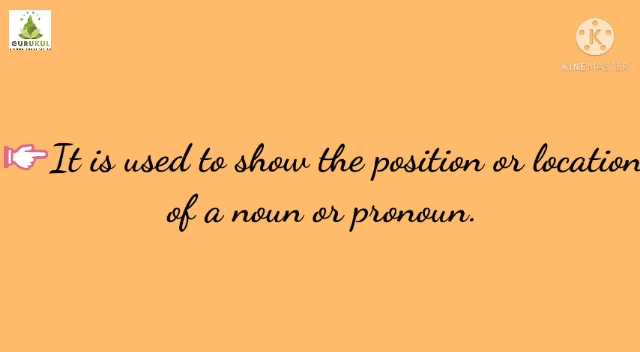 GURUKUL
KINEMASTER
It is used to show the position or location
of a noun or pronoun.